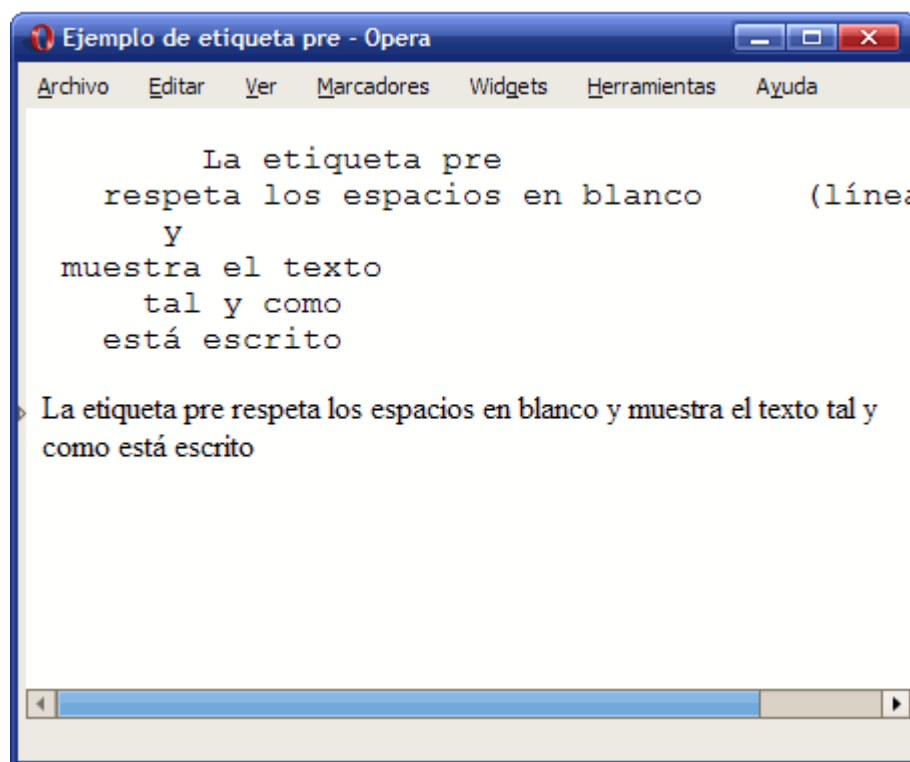 Ejemplo de etiqueta pre - Opera
Archivo Editar Ver Marcadores Widgets Herramientas Ayuda
La etiqueta pre
respeta los espacios en blanco (línea
y
muestra el texto
tal y como
está escrito
La etiqueta pre respeta los espacios en blanco y muestra el texto tal y
como está escrito